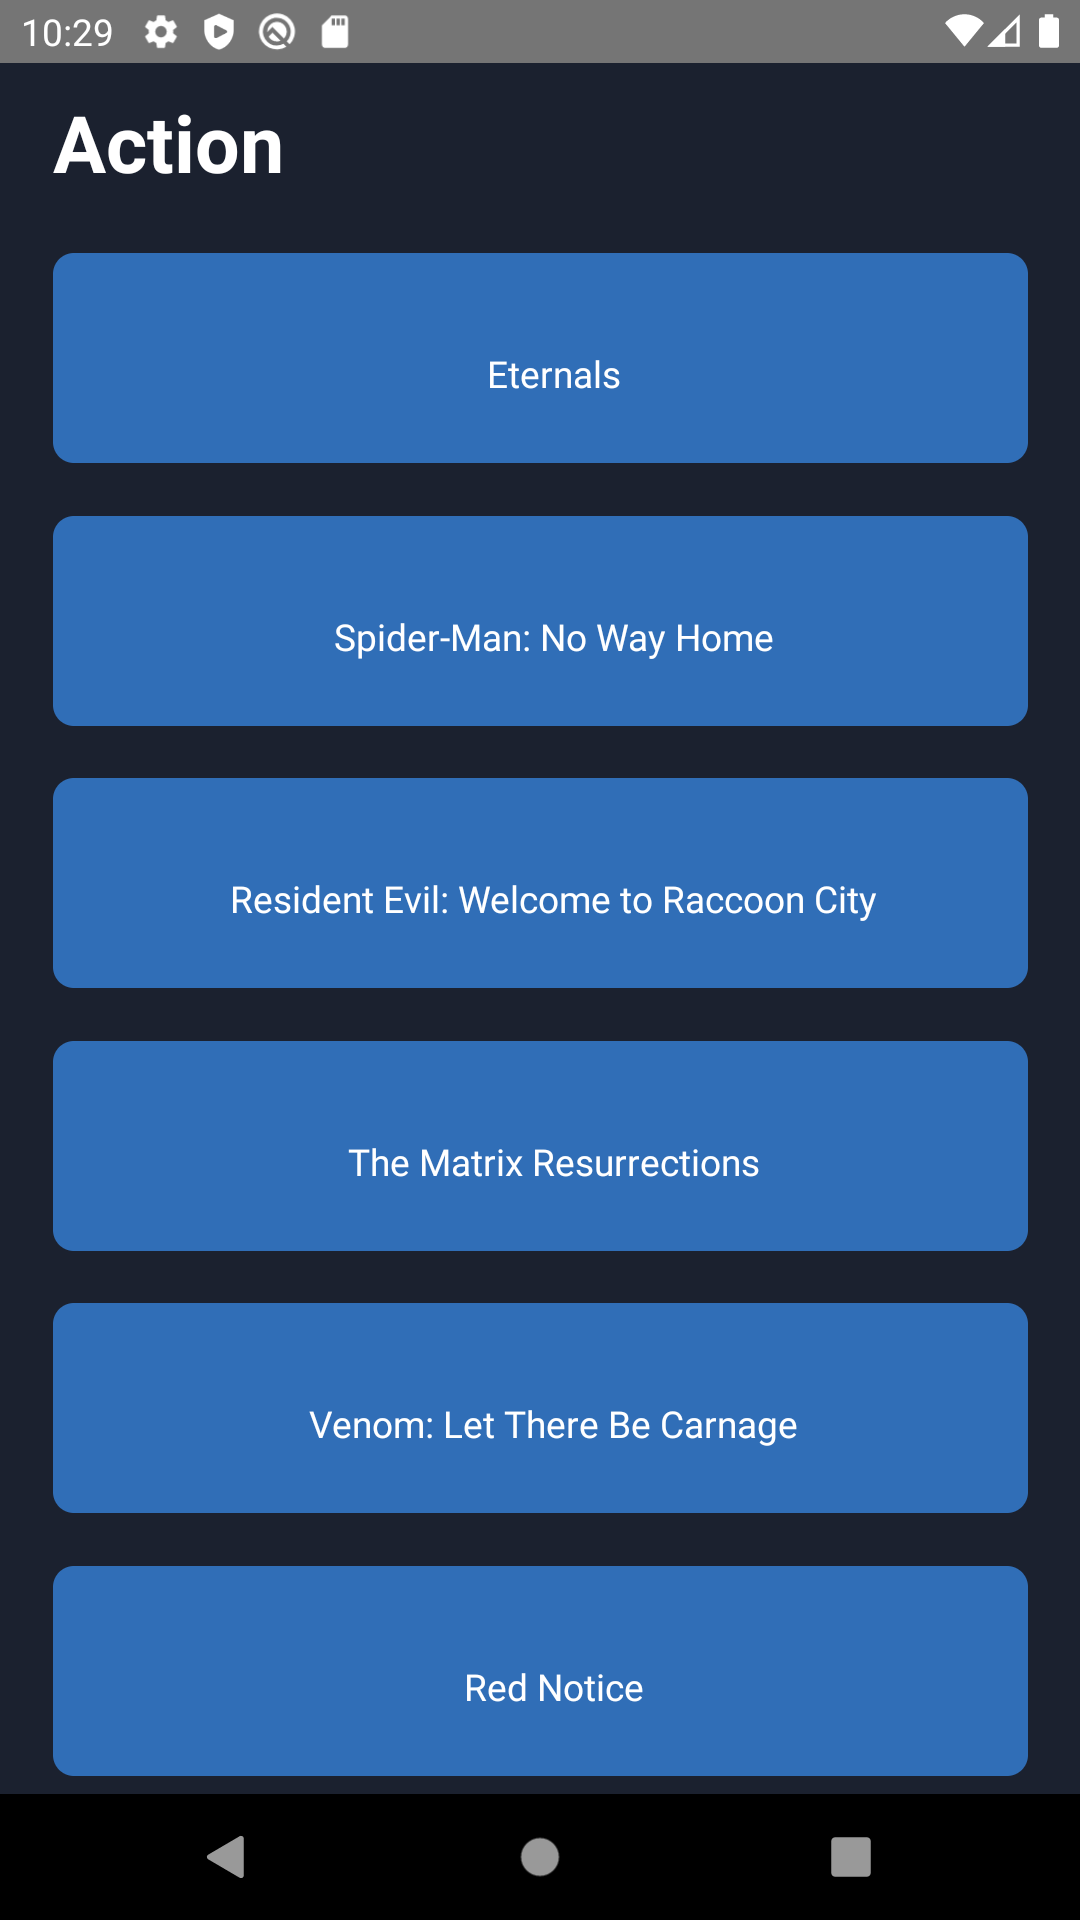 10:29
Action
Eternals
Spider-Man: No Way Home
Resident Evil: Welcome to Raccoon City
The Matrix Resurrections
Venom: Let There Be Carnage
Red Notice